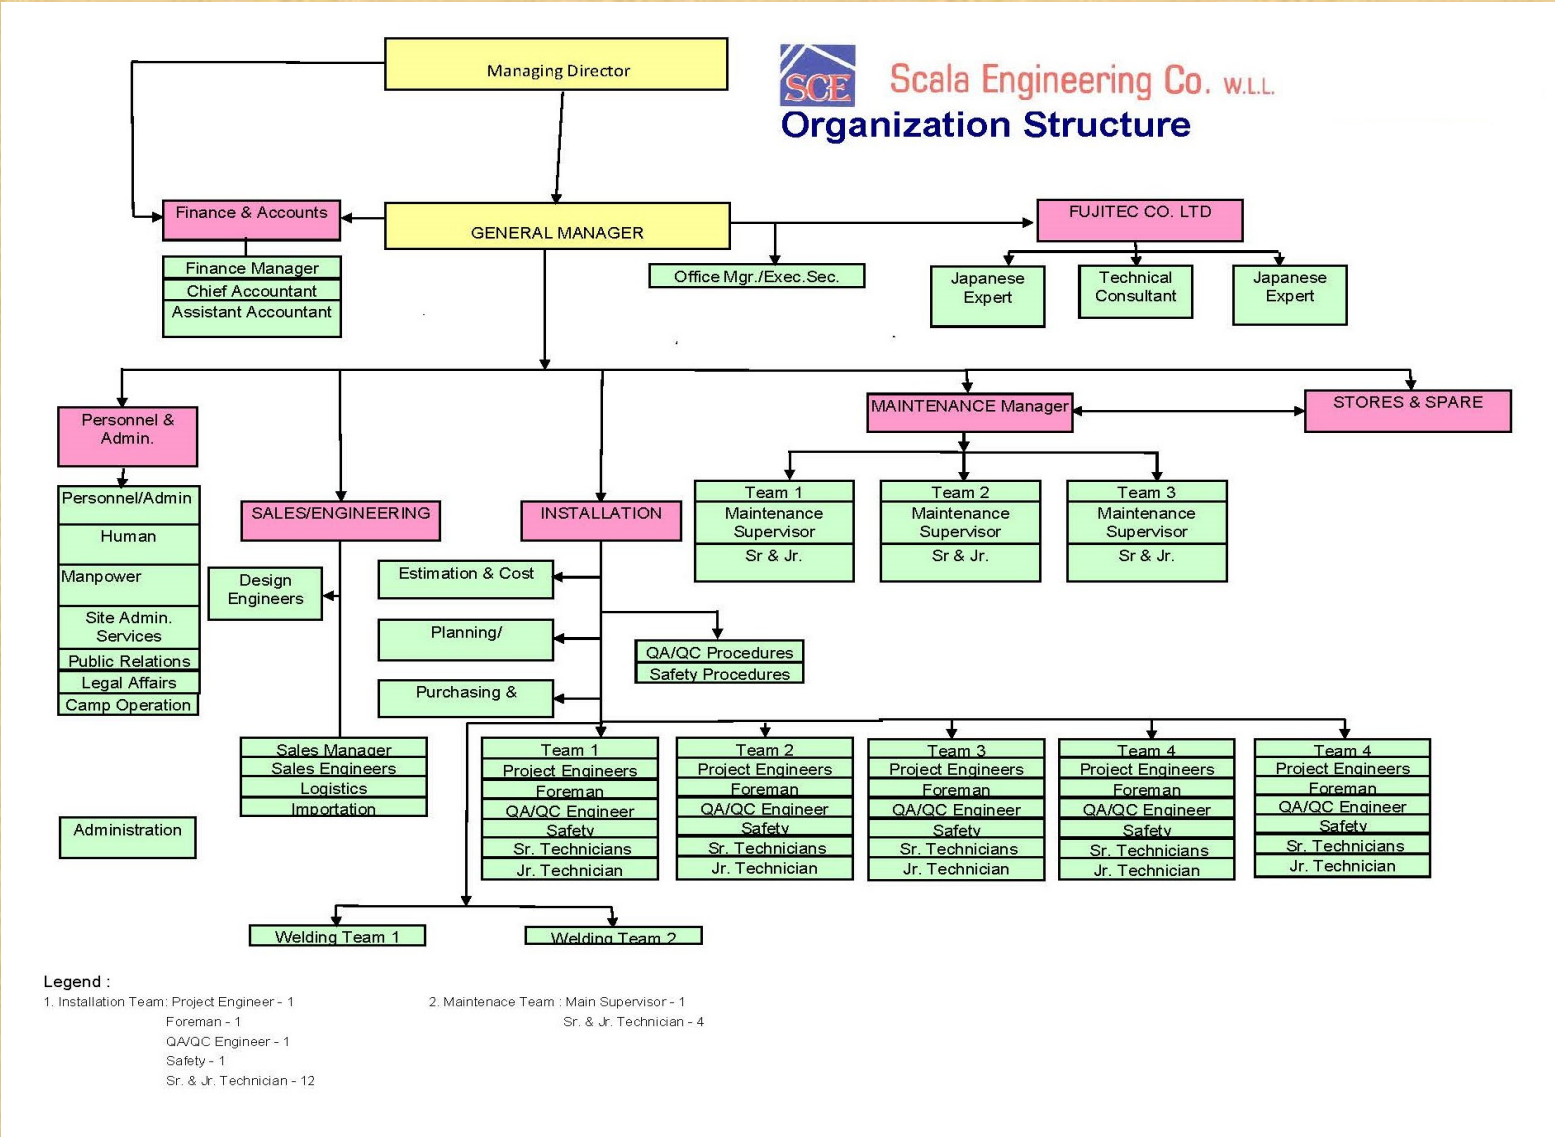 Managing Director
SCE
Scala Engineering Co. W.L.L.
Organization Structure
Finance & Accounts
GENERAL MANAGER
FUJITEC CO. LTD
Finance Manager
Chief Accountant
Assistant Accountant
Office Mgr./Exec.Sec.
Japanese
Expert
Technical
Consultant
Japanese
Expert
Personnel &
Admin.
MAINTENANCE Manager
STORES & SPARE
Personnel/Admin
Human
Manpower
Site Admin.
Services
Public Relations
Legal Affairs
Camp Operation
SALES/ENGINEERING
INSTALLATION
Team 1
Maintenance
Supervisor
Sr & Jr.
Team 2
Maintenance
Supervisor
Sr & Jr.
Team 3
Maintenance
Supervisor
Sr & Jr.
Design
Engineers
Estimation & Cost
Planning/
Purchasing &
QA/QC Procedures
Safety Procedures
Sales Manager
Sales Engineers
Logistics
Importation
Team 1
Project Engineers
Foreman
QA/QC Engineer
Safety
Sr. Technicians
Jr. Technician
Team 2
Project Engineers
Foreman
QA/QC Engineer
Safety
Sr. Technicians
Jr. Technician
Team 3
Project Engineers
Foreman
QA/QC Engineer
Safety
Sr. Technicians
Jr. Technician
Team 4
Project Engineers
Foreman
QA/QC Engineer
Safety
Sr. Technicians
Jr. Technician
Team 4
Project Engineers
Foreman
QA/QC Engineer
Safety
Sr. Technicians
Jr. Technician
Administration
Welding Team 1
Welding Team 2
Legend :
1. Installation Team: Project Engineer - 1
Foreman - 1
QA/QC Engineer - 1
Safety - 1
Sr. & Jr. Technician - 12
2. Maintenace Team : Main Supervisor - 1
Sr. & Jr. Technician - 4